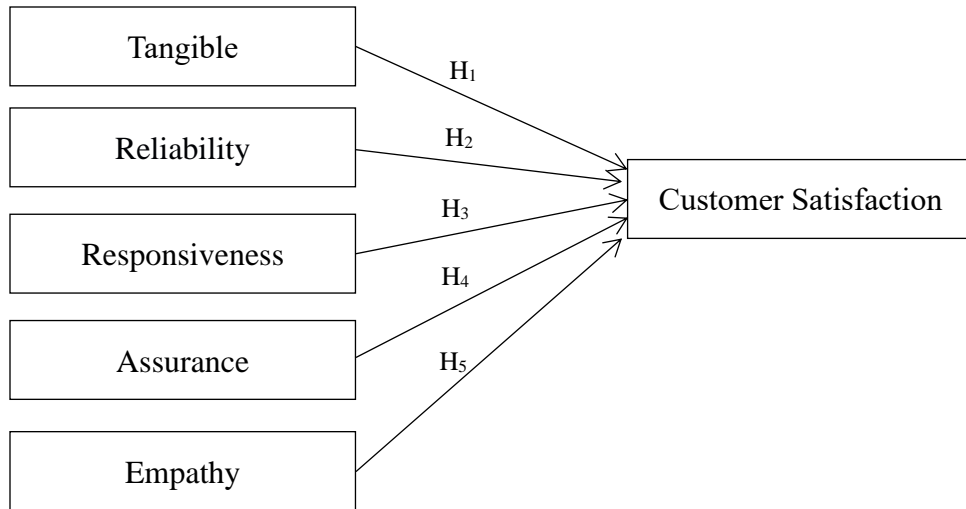 Tangible
H₁
Reliability
H₂
Customer Satisfaction
Responsiveness
H₃
Assurance
H₄
Empathy
H₅